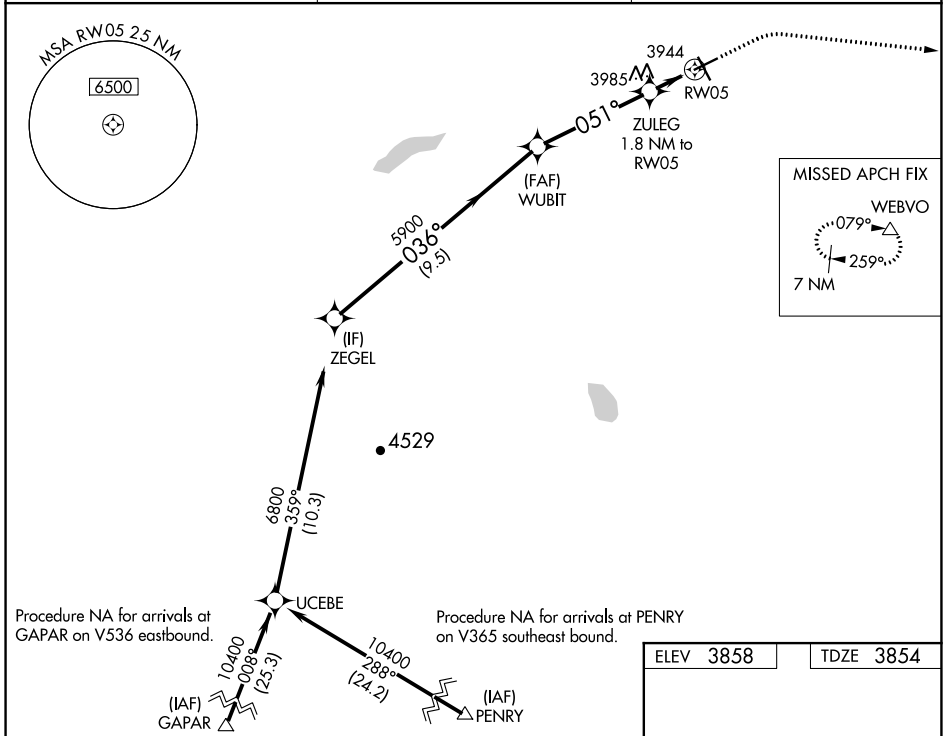 MSA RW05 25 NM
6500
3944
3985
RW05
051°
ZULEG
1.8 NM to
RW05
(FAF)
WUBIT
MISSED APCH FIX
WEBVO
079°
259°
7 NM
5900
036°
(9.5)
(IF)
ZEGEL
4529
6800
359°
(10.3)
UCEBE
Procedure NA for arrivals at
GAPAR on V536 eastbound.
Procedure NA for arrivals at PENRY
on V365 southeast bound.
10400
008°
(25.3)
10400
288°
(24.2)
(IAF)
GAPAR
(IAF)
PENRY
ELEV 3858
TDZE 3854